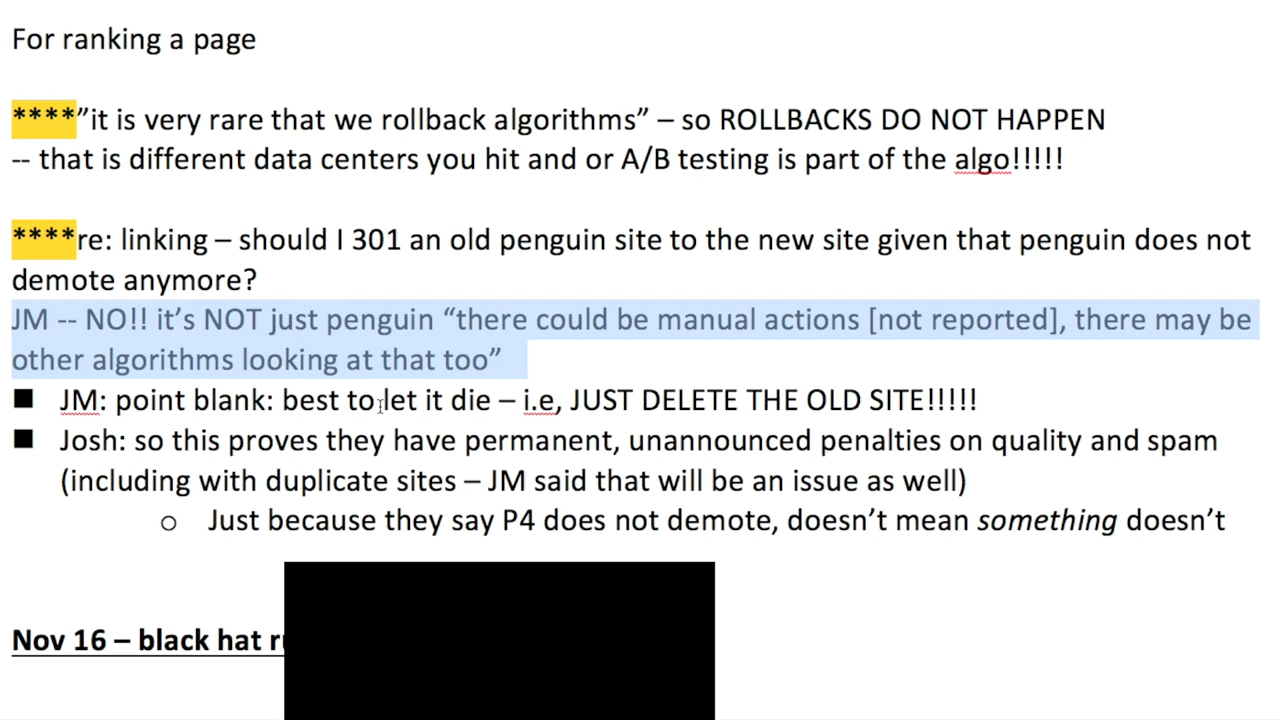 For ranking a page
****”it is very rare that we rollback algorithms” – so ROLLBACKS DO NOT HAPPEN
-- that is different data centers you hit and or A/B testing is part of the algo!!!!!
****re: linking – should I 301 an old penguin site to the new site given that penguin does not
demote anymore?
JM -- NO!! it’s NOT just penguin “there could be manual actions [not reported], there may be
other algorithms looking at that too”
■ JM: point blank: best to let it die – i.e, JUST DELETE THE OLD SITE!!!!!
■ Josh: so this proves they have permanent, unannounced penalties on quality and spam
(including with duplicate sites – JM said that will be an issue as well)
o Just because they say P4 does not demote, doesn’t mean something doesn’t
Nov 16 – black hat